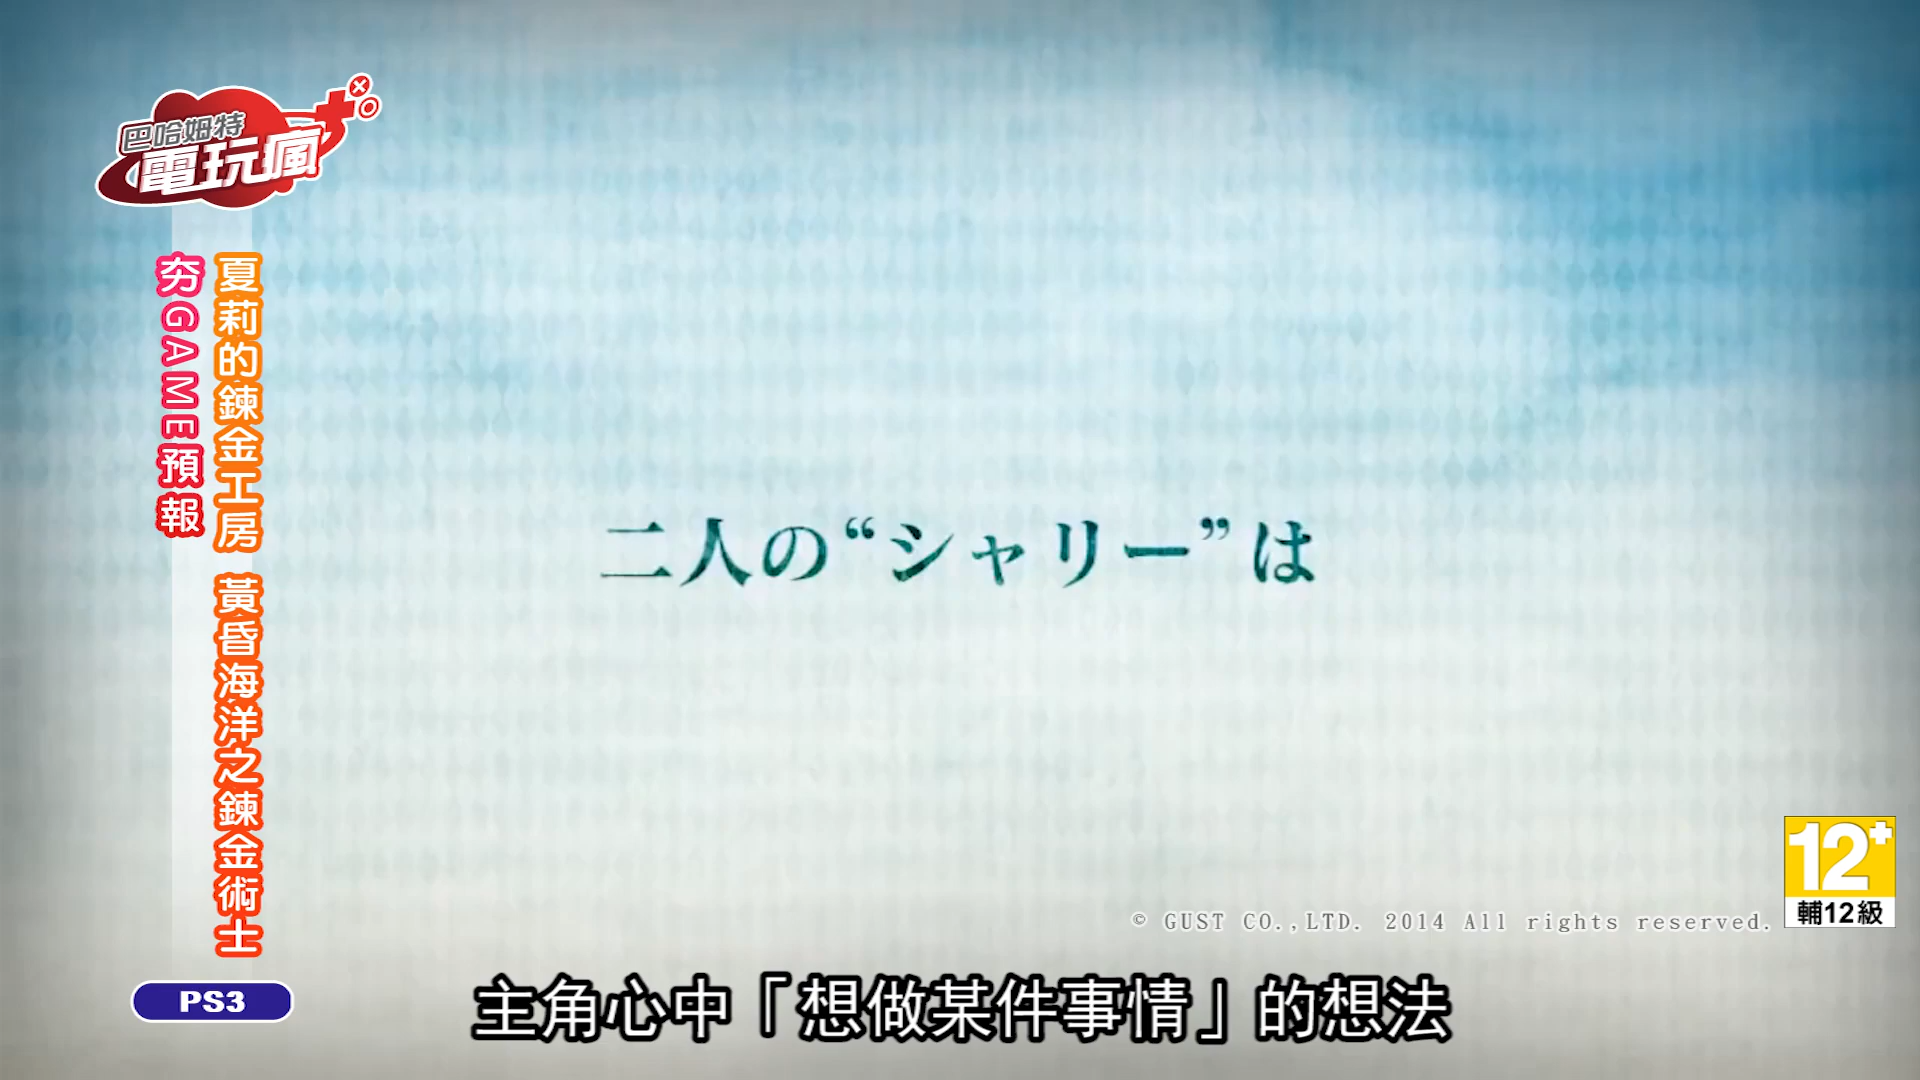 巴哈姆特
電玩瘋
夏莉的鍊金工房 黃昏海洋之鍊金術士
夯GAME預報
二人の“シャリー”は
12+
輔12級
© GUST CO.,LTD. 2014 All rights reserved.
PS3
主角心中「想做某件事情」的想法